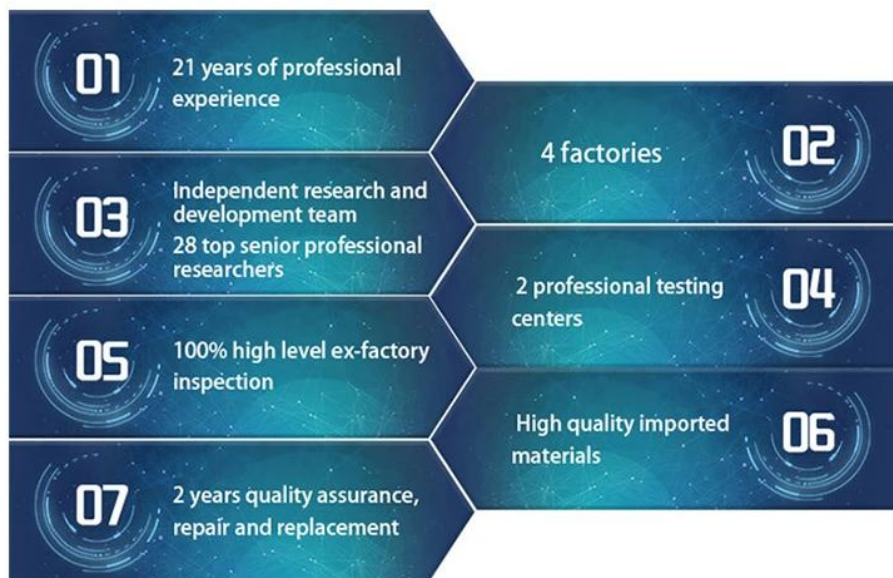 01
21 years of professional
experience
02
4 factories
03
Independent research and
development team
28 top senior professional
researchers
04
2 professional testing
centers
05
100% high level ex-factory
inspection
06
High quality imported
materials
07
2 years quality assurance,
repair and replacement